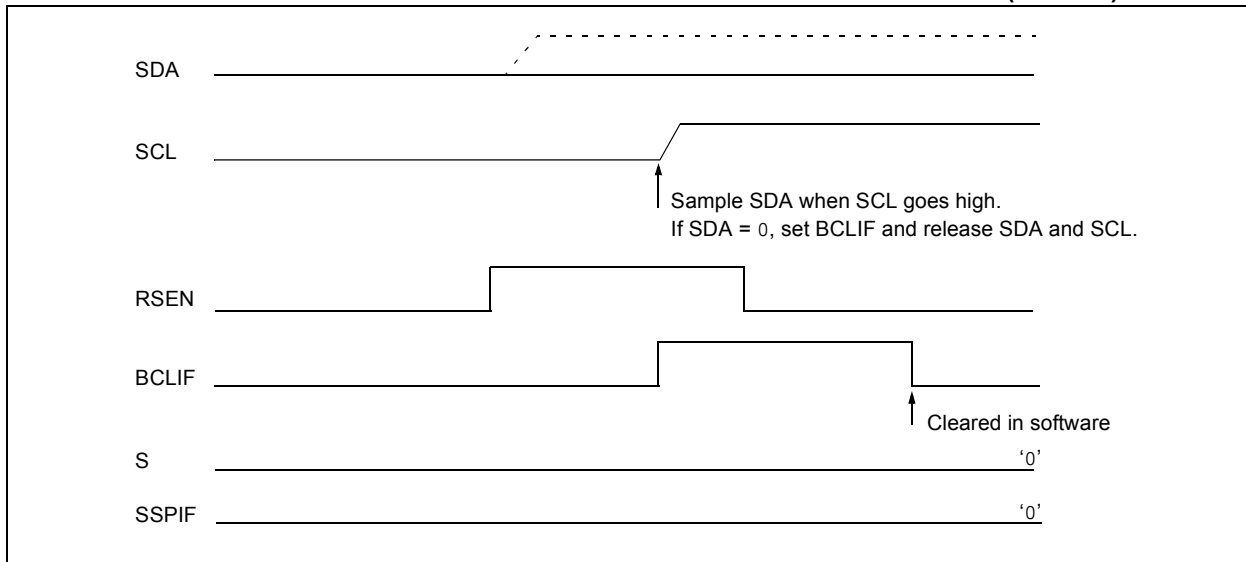 SDA
SCL
Sample SDA when SCL goes high.
If SDA = 0, set BCLIF and release SDA and SCL.
RSEN
BCLIF
Cleared in software
S
‘0’
SSPIF
‘0’